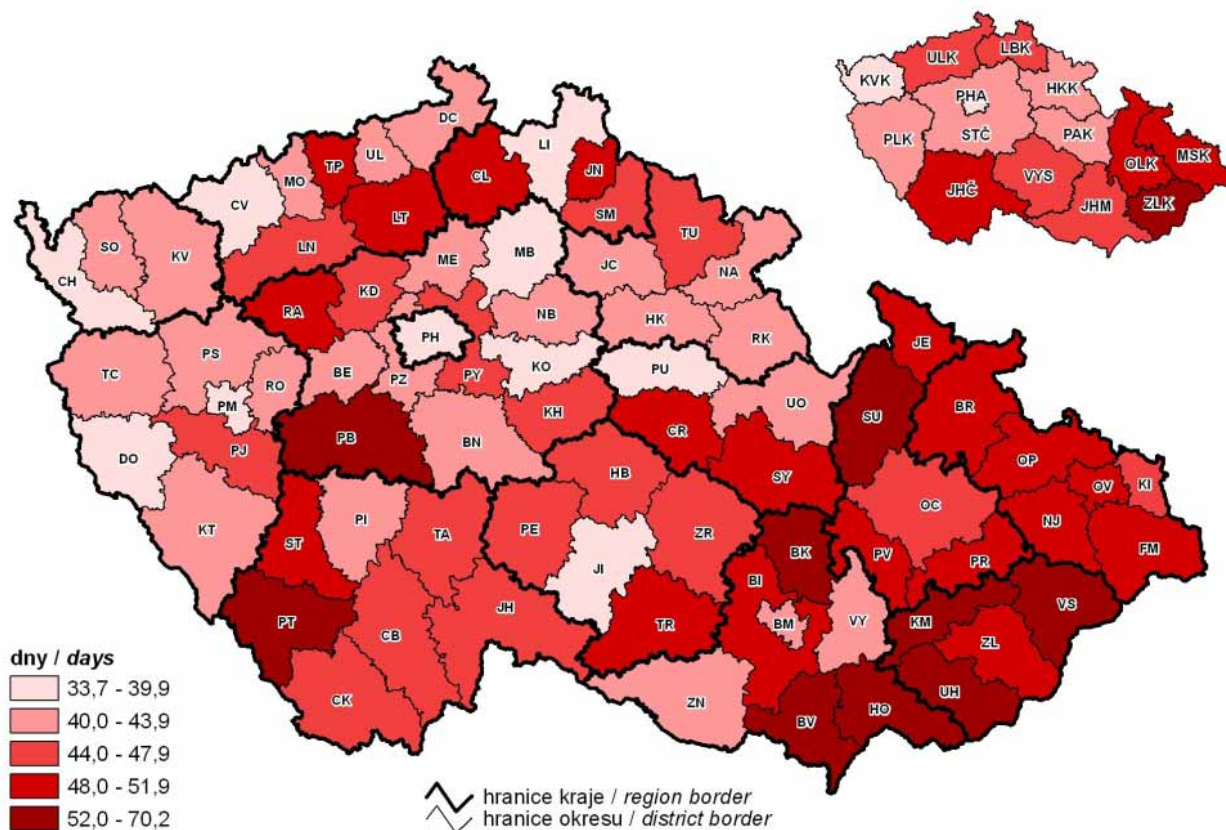 KVK
ULK
LBK
PHA
HKK
PLK
STČ
PAK
JHČ
VYS
JHM
OLK
MSK
ZLK
DC
UL
TP
MO
CV
LT
LN
CL
LI
JN
SM
TU
NA
SO
KV
CH
ME
MB
JC
KD
RA
NB
HK
RK
PH
TC
PS
RO
BE
PZ
PY
KO
PU
UO
JE
PM
SU
BR
DO
PJ
PB
BN
KH
CR
SY
OP
OV
KI
KT
ST
PI
TA
PE
HB
ZR
OC
NJ
FM
BK
PV
PR
JI
BI
PT
CB
JH
TR
BM
VY
KM
VS
ZL
CK
ZN
BV
HO
UH
dny / days
33,7 - 39,9
40,0 - 43,9
44,0 - 47,9
48,0 - 51,9
52,0 - 70,2
hranice kraje / region border
hranice okresu / district border